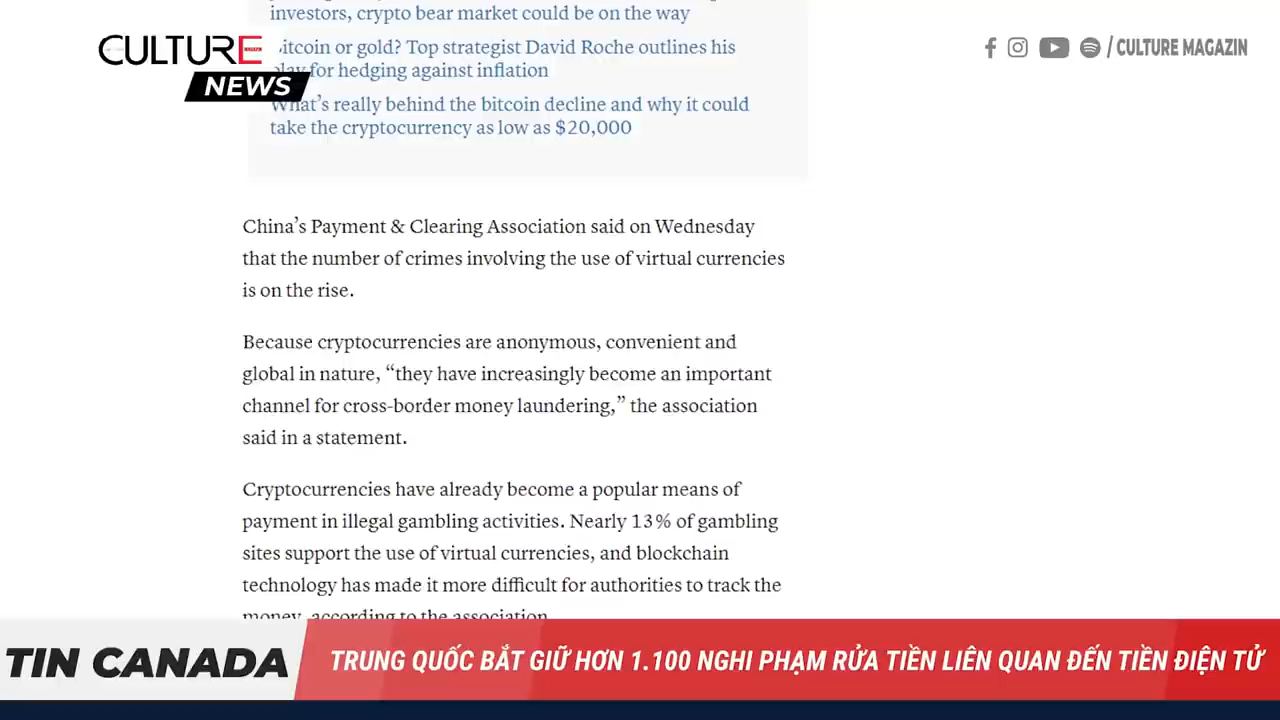 investors, crypto bear market could be on the way
CULTURE
NEWS
/ CULTURE MAGAZIN
itcoin or gold? Top strategist David Roche outlines his
play for hedging against inflation
What's really behind the bitcoin decline and why it could
take the cryptocurrency as low as $20,000
China's Payment & Clearing Association said on Wednesday
that the number of crimes involving the use of virtual currencies
is on the rise.
Because cryptocurrencies are anonymous, convenient and
global in nature, “they have increasingly become an important
channel for cross-border money laundering,” the association
said in a statement.
Cryptocurrencies have already become a popular means of
payment in illegal gambling activities. Nearly 13% of gambling
sites support the use of virtual currencies, and blockchain
technology has made it more difficult for authorities to track the
money, according to the association
TIN CANADA
TRUNG QUỐC BẮT GIỮ HƠN 1.100 NGHI PHẠM RỬA TIỀN LIÊN QUAN ĐẾN TIỀN ĐIỆN TỬ